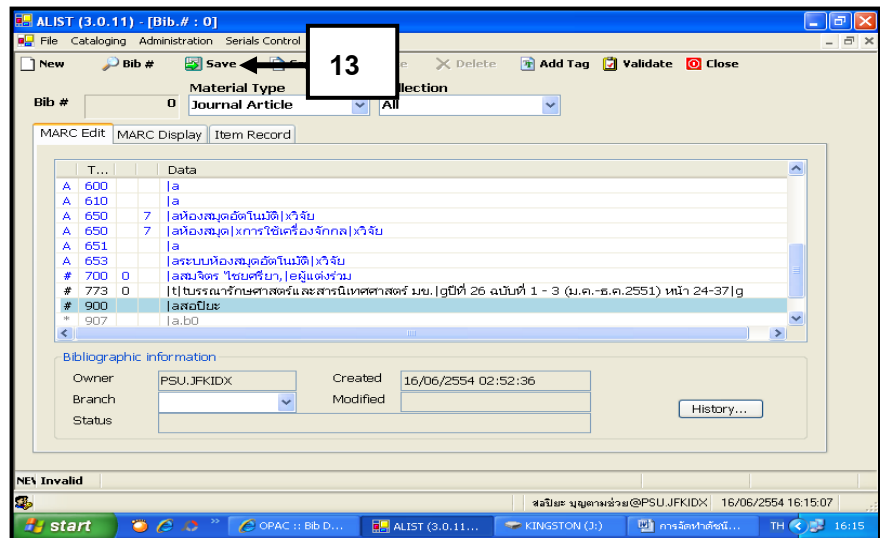 ALIST (3.0.11) - [Bib.# : 0]
File Cataloging Administration Serials Control
New Bib # Save 13 Delete Add Tag Validate Close
Material Type
Bib # 0 Journal Article All
MARC Edit MARC Display Item Record
T... Data
A 600 |a
A 610 |a
A 650 7 |aห้องสมุดอัตโนมัติ|xวิจัย
A 650 7 |aห้องสมุด|xการใช้เครื่องจักกล|xวิจัย
A 651 |a
A 653 |aระบบห้องสมุดอัตโนมัติ|xวิจัย
# 700 0 |aสมจิตร ไชยศรียา,|eผู้แต่งร่วม
# 773 0 |t|tบรรณารักษศาสตร์และสารนิเทศศาสตร์ มข.|gปีที่ 26 ฉบับที่ 1 - 3 (ม.ค.-ธ.ค.2551) หน้า 24-37|g
# 900 |aสอปิยะ
* 907 |a.b0
Bibliographic information
Owner PSU.JFKIDX Created 16/06/2554 02:52:36
Branch Modified
History...
Status
NEW Invalid
สอปิยะ บุญตามช่วย@PSU.JFKIDX 16/06/2554 16:15:07
start OPAC :: Bib D... ALIST (3.0.11... KINGSTON (J:) การจัดทำดัชนี... TH 16:15